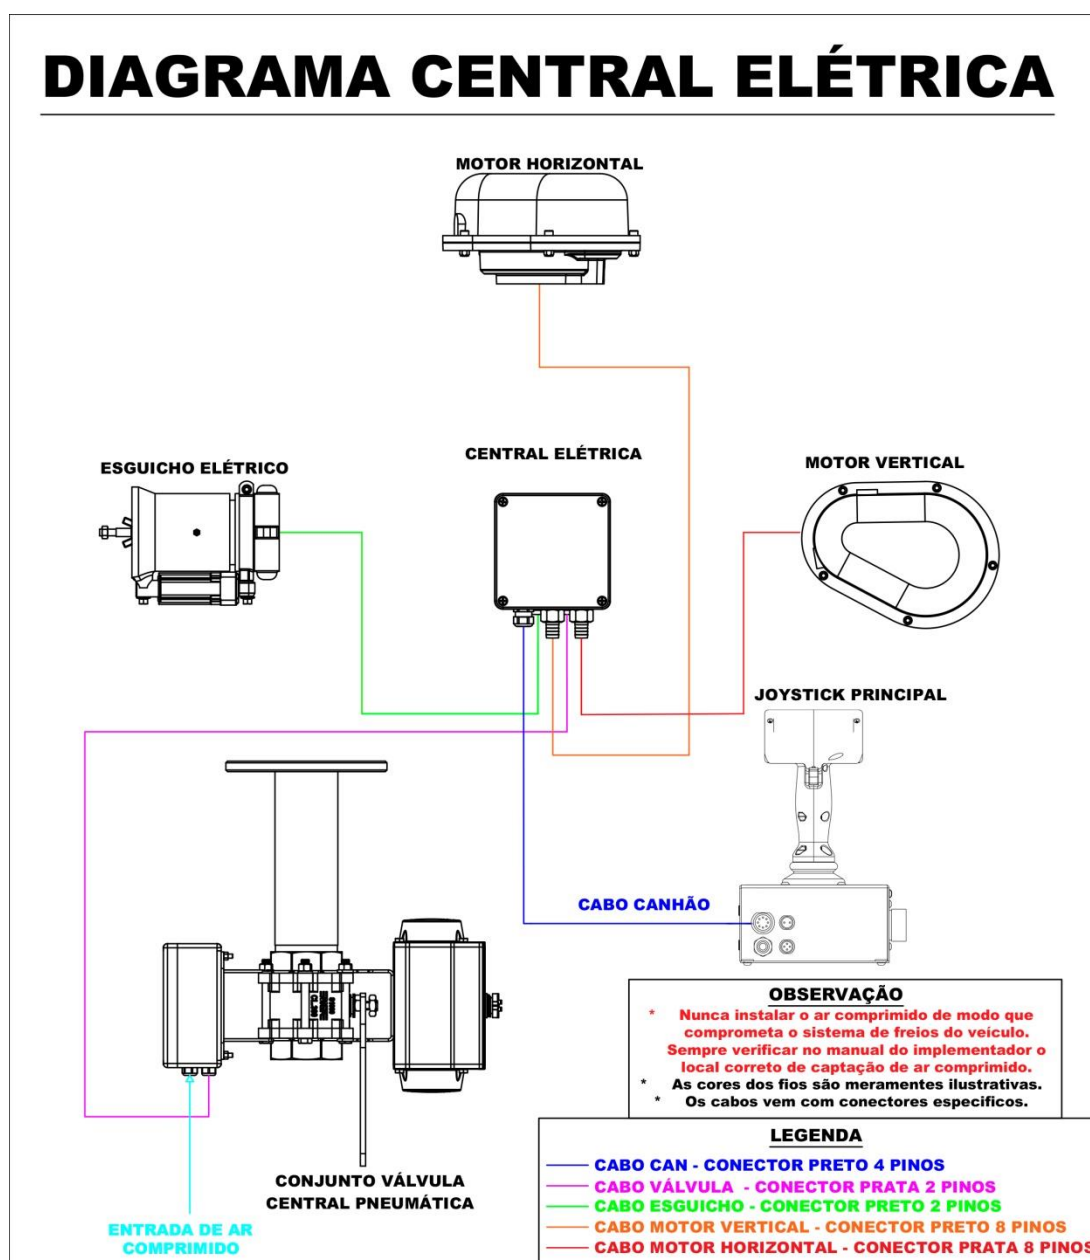 DIAGRAMA CENTRAL ELÉTRICA
MOTOR HORIZONTAL
ESGUICHO ELÉTRICO
CENTRAL ELÉTRICA
MOTOR VERTICAL
JOYSTICK PRINCIPAL
CABO CANHÃO
CONJUNTO VÁLVULA
CENTRAL PNEUMÁTICA
ENTRADA DE AR
COMPRIMIDO
OBSERVAÇÃO
* Nunca instalar o ar comprimido de modo que
comprometa o sistema de freios do veículo.
Sempre verificar no manual do implementador o
local correto de captação de ar comprimido.
* As cores dos fios são meramentes ilustrativas.
* Os cabos vem com conectores especificos.
LEGENDA
CABO CAN - CONECTOR PRETO 4 PINOS
CABO VÁLVULA - CONECTOR PRATA 2 PINOS
CABO ESGUICHO - CONECTOR PRETO 2 PINOS
CABO MOTOR VERTICAL - CONECTOR PRETO 8 PINOS
CABO MOTOR HORIZONTAL - CONECTOR PRATA 8 PINOS